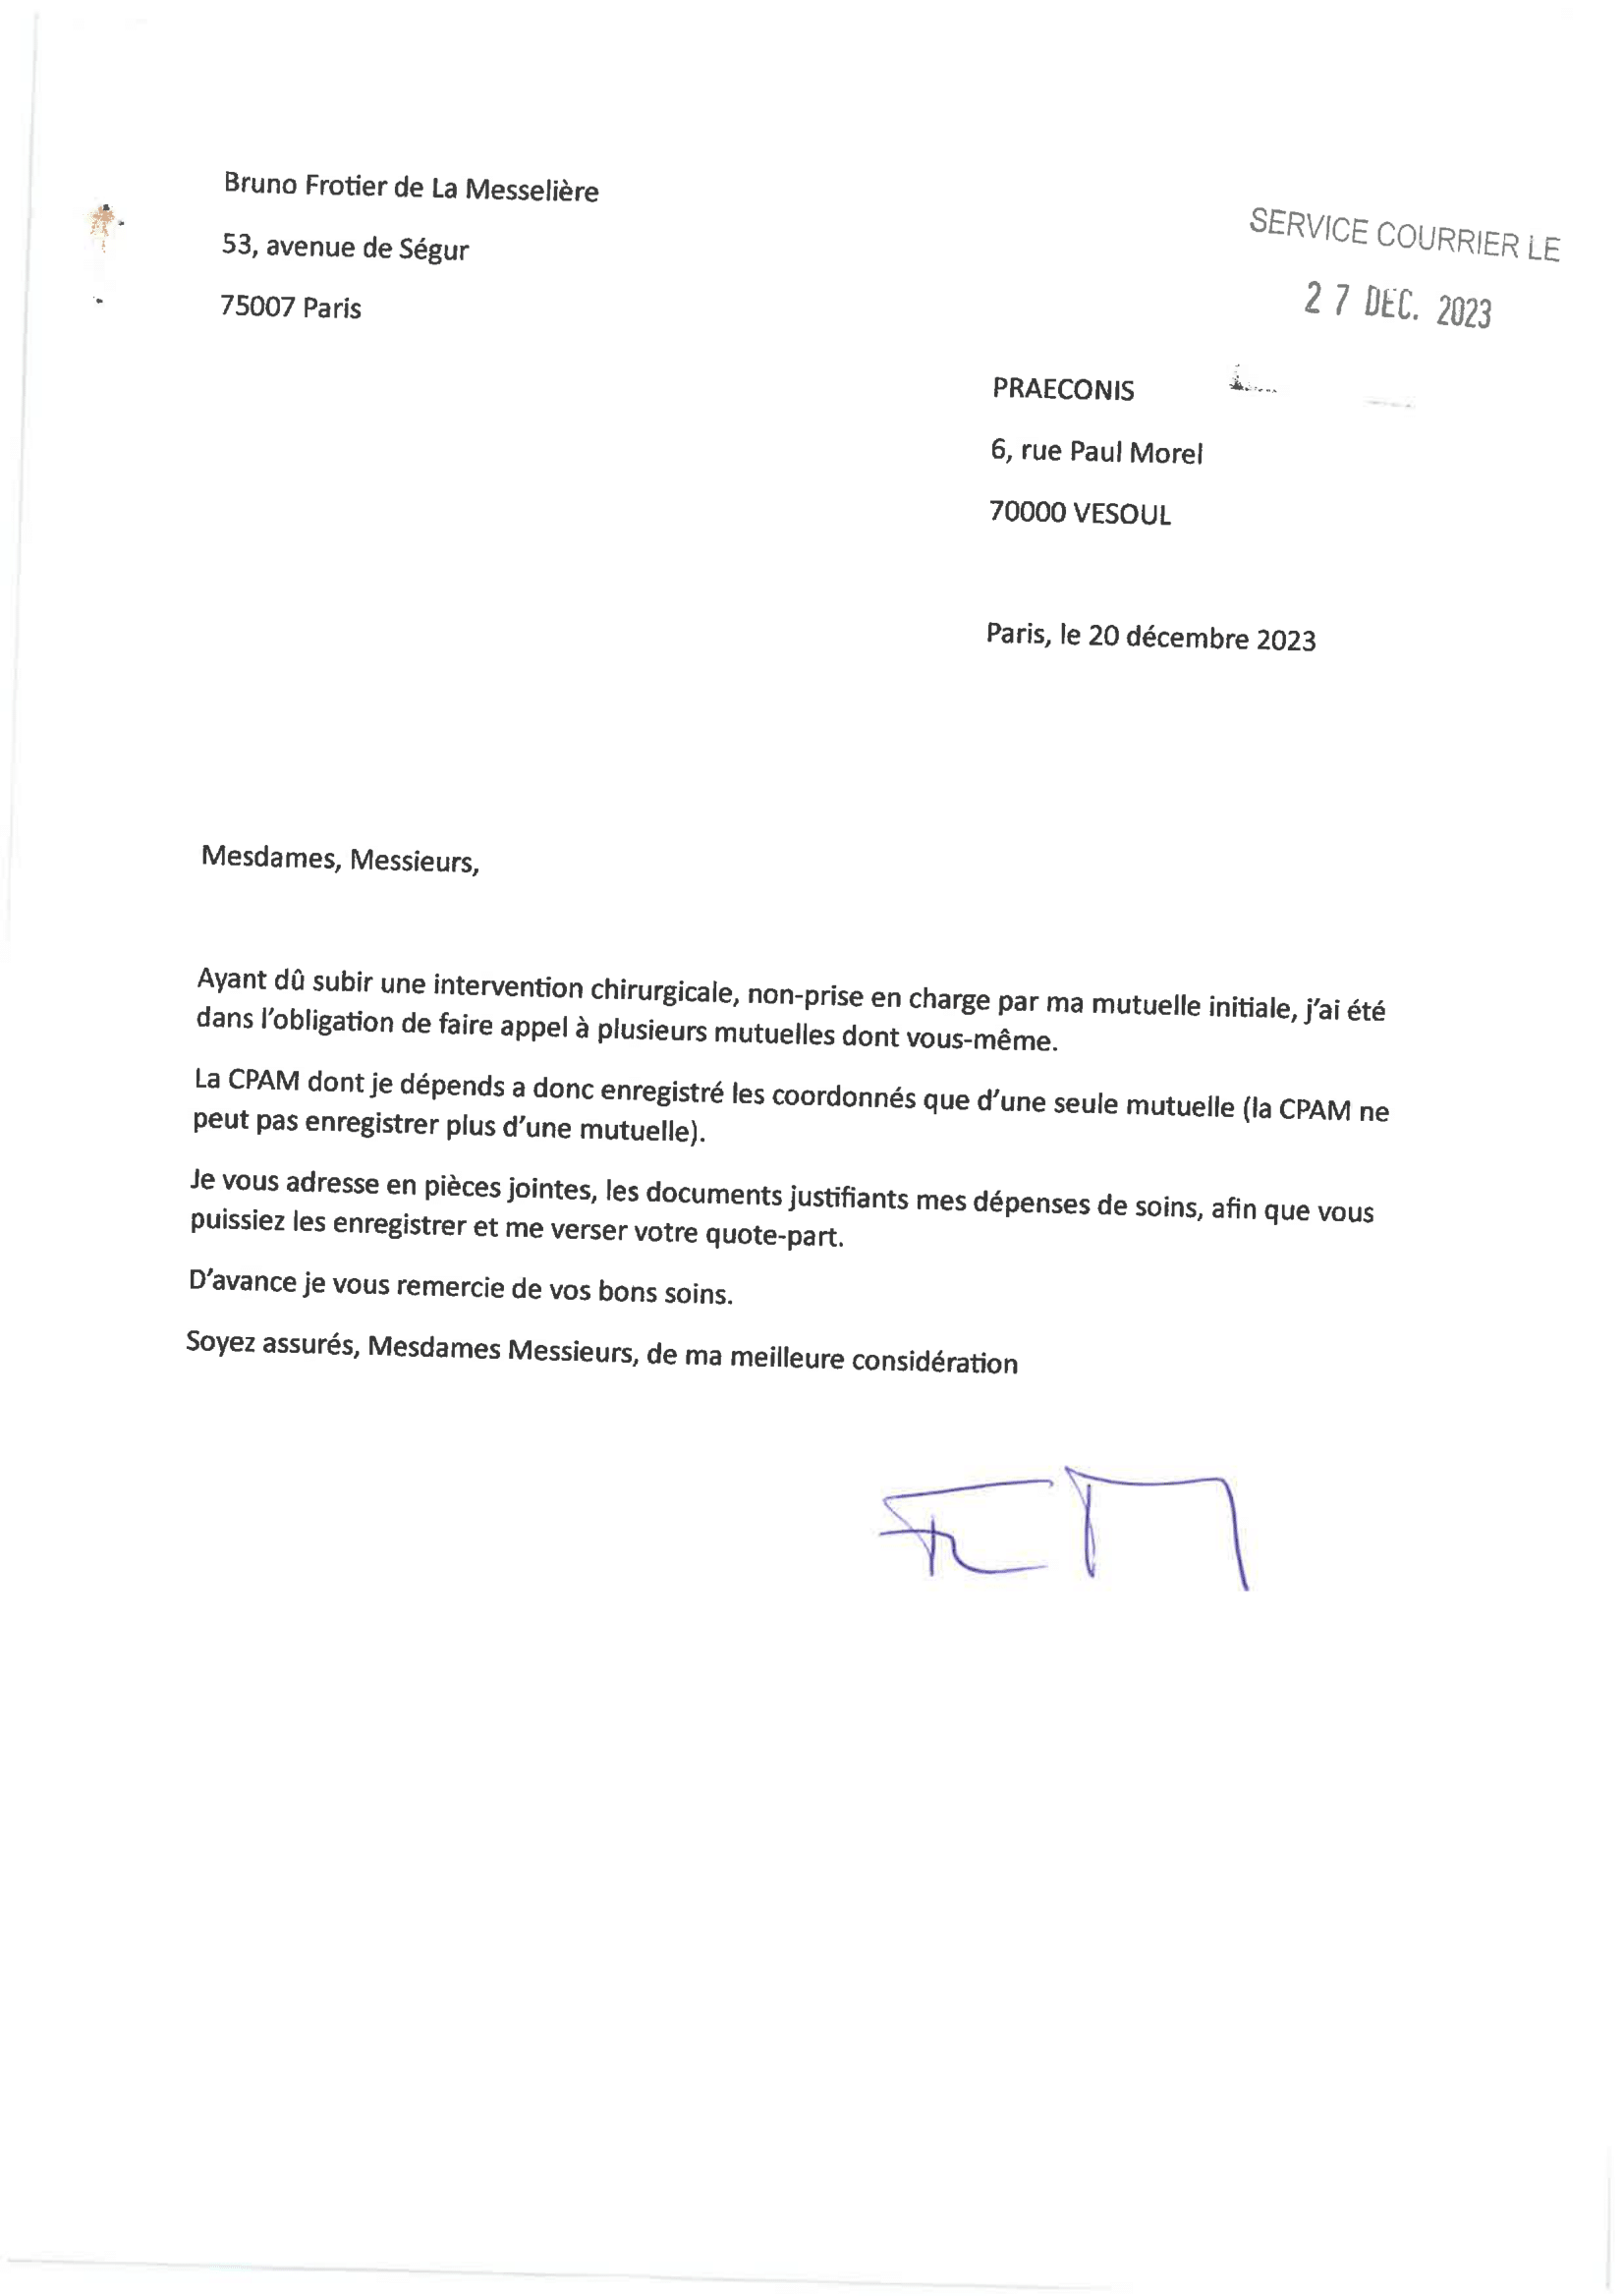 Bruno Frotier de La Messelière
53, avenue de Ségur
75007 Paris
SERVICE COURRIER LE
27 DEC. 2023
PRAECONIS
6, rue Paul Morel
70000 VESOUL
Paris, le 20 décembre 2023
Mesdames, Messieurs,
Ayant dû subir une intervention chirurgicale, non-prise en charge par ma mutuelle initiale, j'ai été
dans l'obligation de faire appel à plusieurs mutuelles dont vous-même.
La CPAM dont je dépends a donc enregistré les coordonnés que d'une seule mutuelle (la CPAM ne
peut pas enregistrer plus d'une mutuelle).
Je vous adresse en pièces jointes, les documents justifiants mes dépenses de soins, afin que vous
puissiez les enregistrer et me verser votre quote-part.
D'avance je vous remercie de vos bons soins.
Soyez assurés, Mesdames Messieurs, de ma meilleure considération